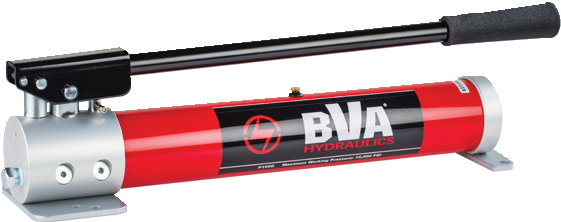 BVA
HYDRAULICS
P1000 Maximum Working Pressure: 10,000 PSI